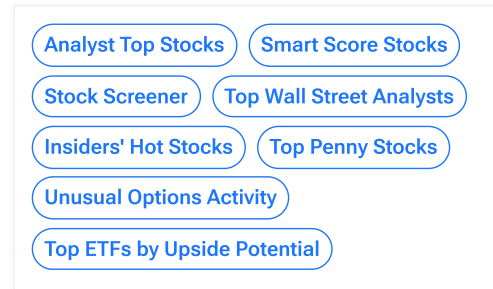 Analyst Top Stocks Smart Score Stocks
Stock Screener Top Wall Street Analysts
Insiders' Hot Stocks Top Penny Stocks
Unusual Options Activity
Top ETFs by Upside Potential